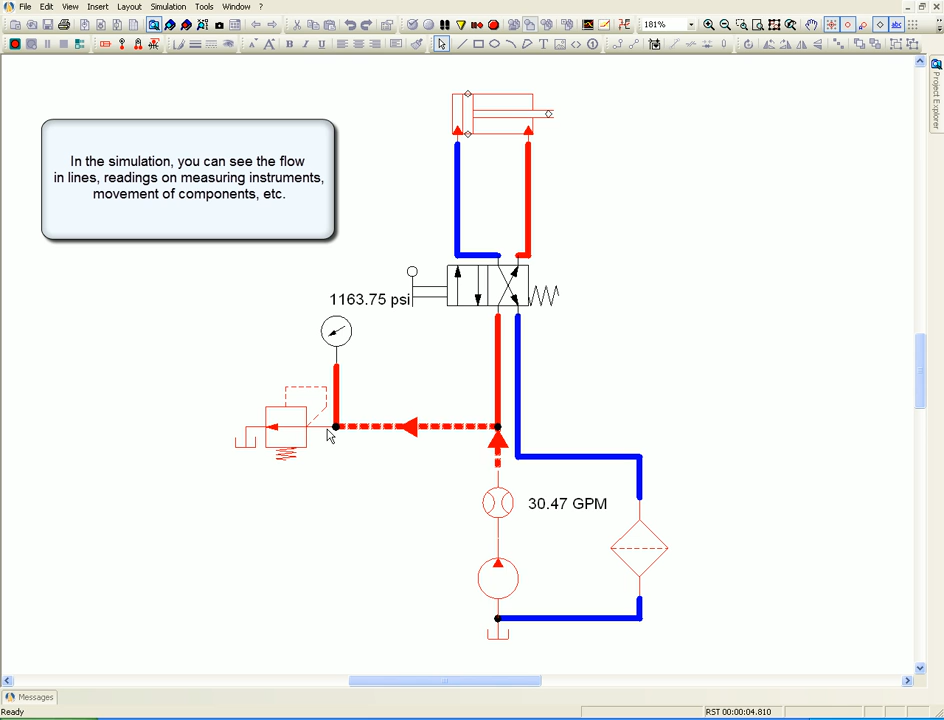 File Edit View Insert Layout Simulation Tools Window ?
181%
In the simulation, you can see the flow
in lines, readings on measuring instruments,
movement of components, etc.
1163.75 psi
30.47 GPM
Project Explorer
Messages
Ready
RST 00:00:04.810